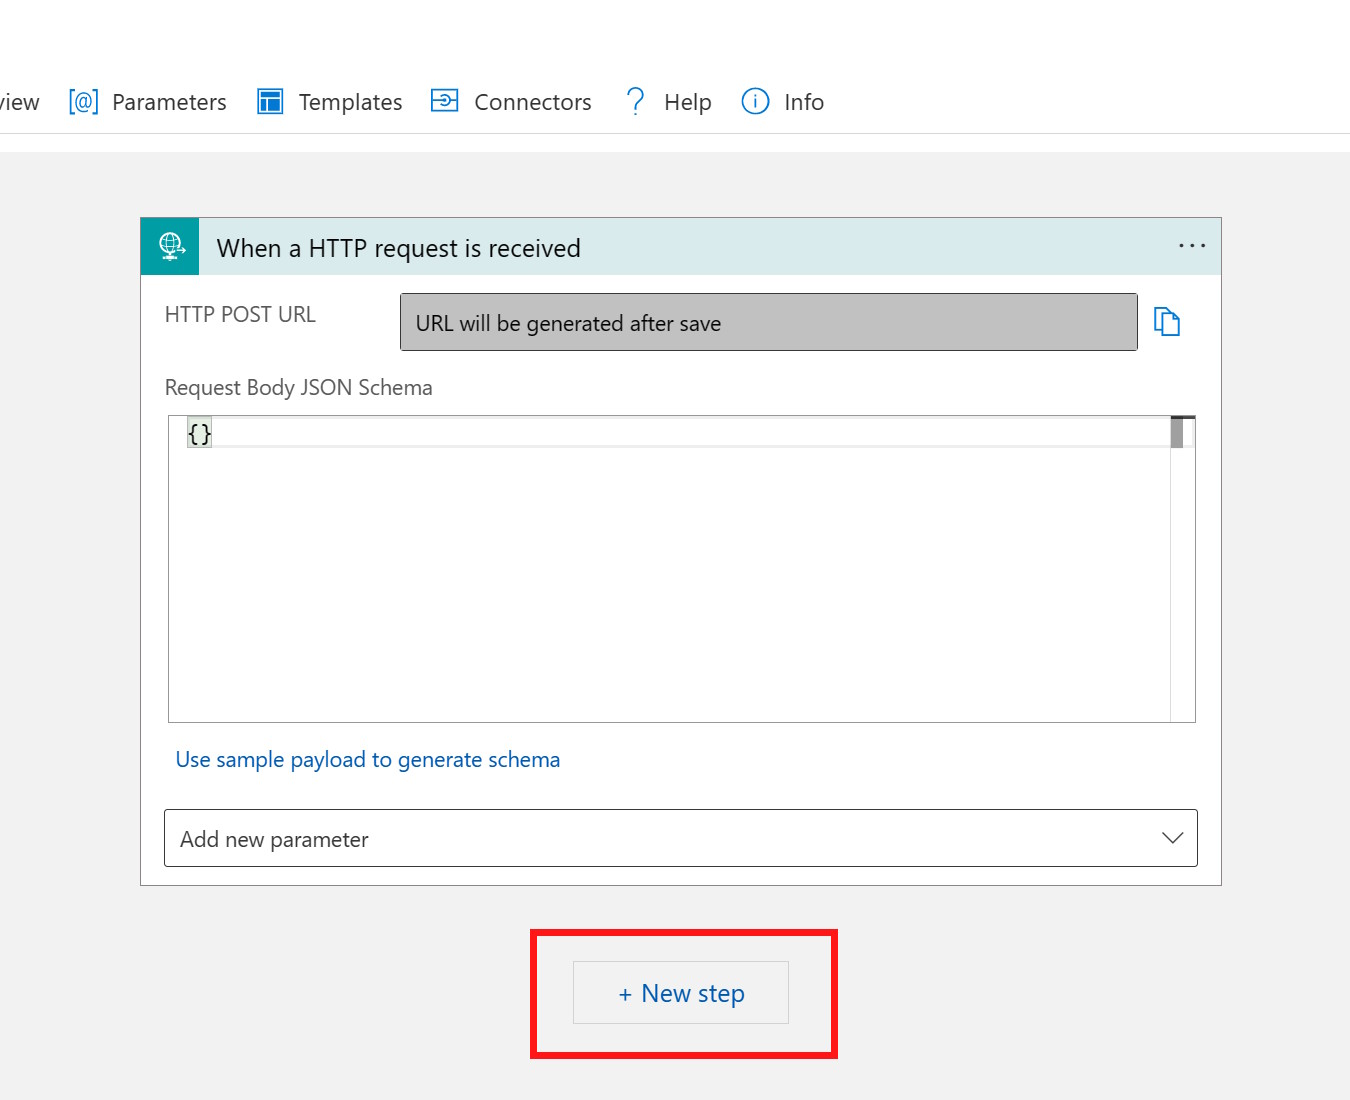 view Parameters Templates Connectors Help Info
When a HTTP request is received
HTTP POST URL URL will be generated after save
Request Body JSON Schema
{}
Use sample payload to generate schema
Add new parameter
+ New step